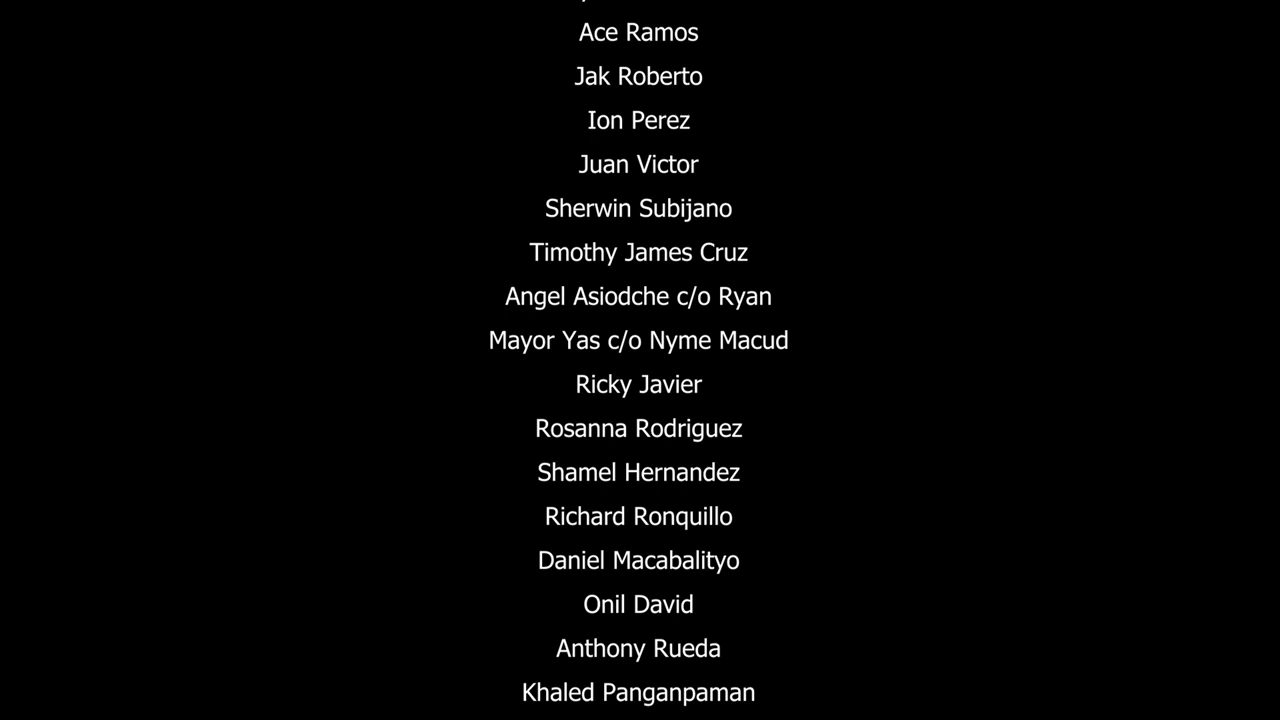 Ace Ramos
Jak Roberto
Ion Perez
Juan Victor
Sherwin Subijano
Timothy James Cruz
Angel Asiodche c/o Ryan
Mayor Yas c/o Nyme Macud
Ricky Javier
Rosanna Rodriguez
Shamel Hernandez
Richard Ronquillo
Daniel Macabalityo
Onil David
Anthony Rueda
Khaled Panganpaman